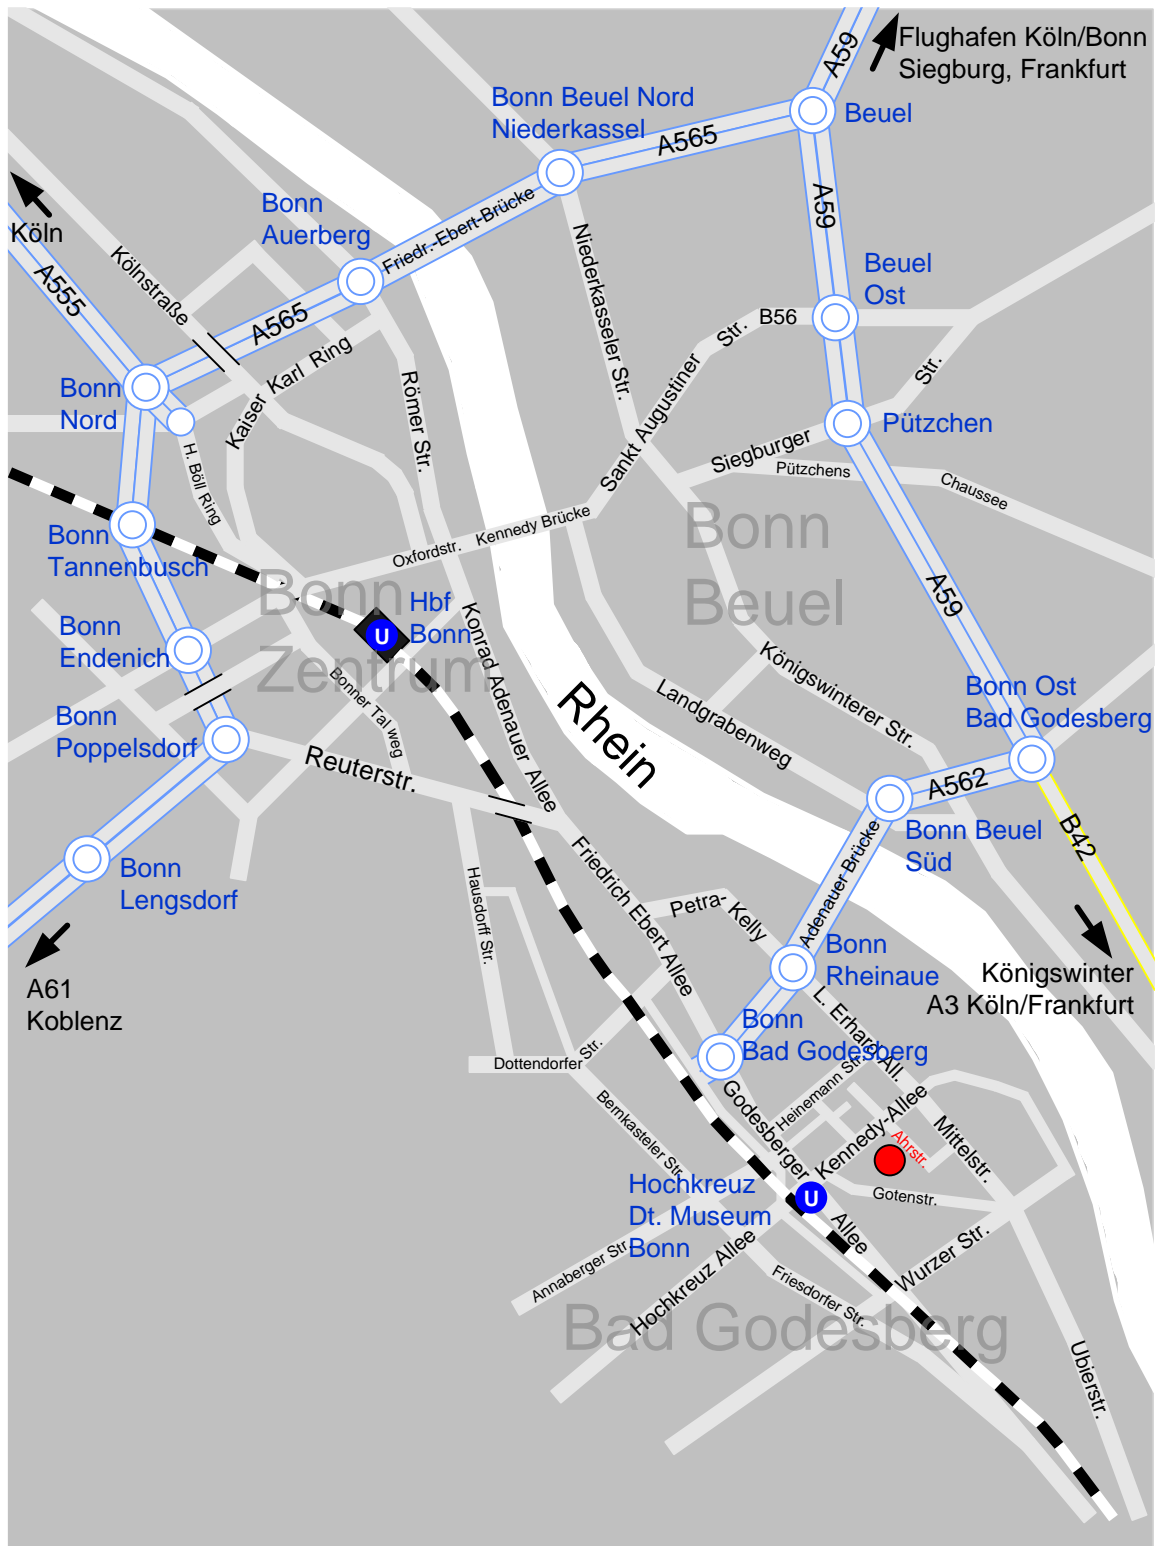 A59
Flughafen Köln/Bonn
Siegburg, Frankfurt
Bonn Beuel Nord
Niederkassel
A565
Beuel
Bonn
Auerberg
Friedr.-Ebert-Brücke
A59
Köln
A555
Kölnstraße
A565
Niederkasseler Str.
Beuel
Ost
Str.
B56
Karl Ring
Kaiser
Bonn
Nord
Römer Str.
Sankt Augustiner
Str.
Pützchen
Siegburger
Pützchens
Chaussee
H. Böll Ring
Bonn
Tannenbusch
Oxfordstr.
Kennedy Brücke
Bonn
Beuel
A59
Bonn
Zentrum
Hbf
Bonn
U
Bonn
Endenich
Konrad Adenauer Allee
Bonner Tal weg
Königswinterer Str.
Landgrabenweg
Rhein
Bonn Ost
Bad Godesberg
Bonn
Poppelsdorf
Reuterstr.
A562
B42
Bonn Beuel
Süd
Bonn
Lengsdorf
Hausdorff Str.
Friedrich Ebert Allee
Petra-
Kelly
Adenauer Brücke
Bonn
Rheinaue
Königswinter
A3 Köln/Frankfurt
A61
Koblenz
L. Erhard All.
Bonn
Bad Godesberg
Dottendorfer
Str.
Heinemann Str.
Bernkasteler Str.
Godesberger
Allee
Kennedy-Allee
Ahrstr.
Mittelstr.
Gotenstr.
U
Hochkreuz
Dt. Museum
Bonn
Annaberger Str.
Hochkreuz Allee
Wurzer Str.
Friesdorfer Str.
Bad Godesberg
Ubierstr.